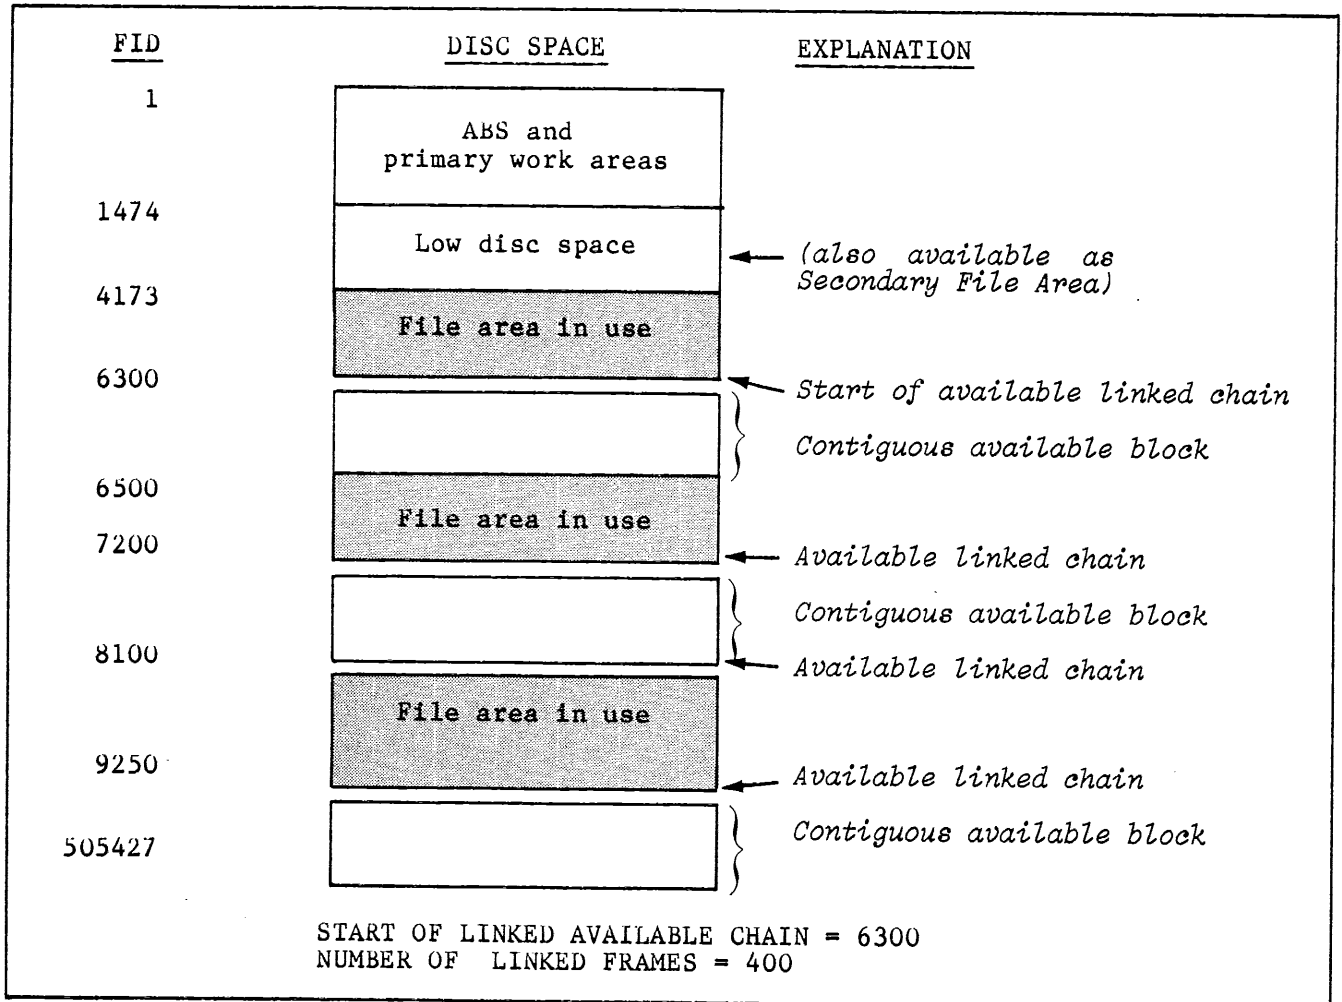 FID DISC SPACE EXPLANATION
1
ABS and
primary work areas
1474
Low disc space
(also available as
Secondary File Area)
4173
File area in use
6300
Start of available linked chain
Contiguous available block
6500
File area in use
7200
Available linked chain
Contiguous available block
8100
Available linked chain
File area in use
9250
Available linked chain
Contiguous available block
505427
START OF LINKED AVAILABLE CHAIN = 6300
NUMBER OF LINKED FRAMES = 400